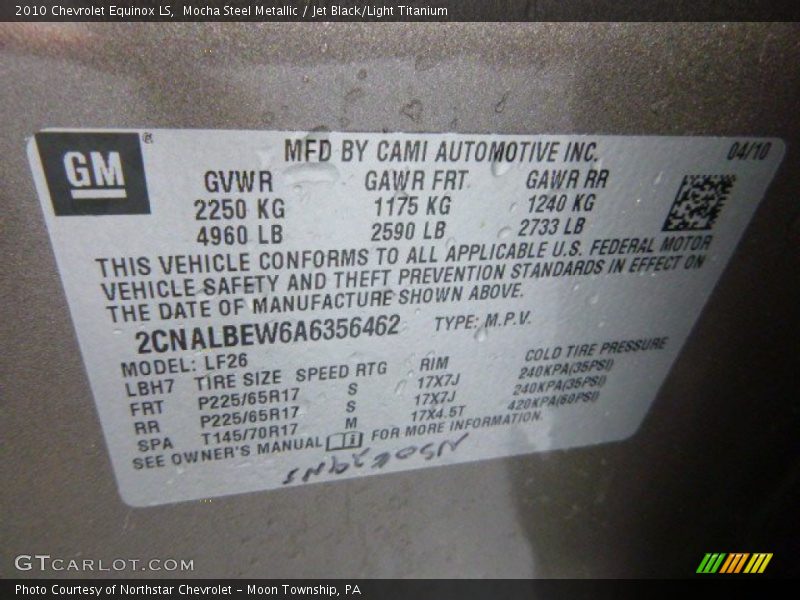 2010 Chevrolet Equinox LS,  Mocha Steel Metallic / Jet Black/Light Titanium
GM®
MFD BY CAMI AUTOMOTIVE INC. 04/10
GVWR GAWR FRT GAWR RR
2250 KG 1175 KG 1240 KG
4960 LB 2590 LB 2733 LB
THIS VEHICLE CONFORMS TO ALL APPLICABLE U.S. FEDERAL MOTOR
VEHICLE SAFETY AND THEFT PREVENTION STANDARDS IN EFFECT ON
THE DATE OF MANUFACTURE SHOWN ABOVE.
2CNALBEW6A6356462 TYPE: M.P.V.
MODEL: LF26
LBH7 TIRE SIZE SPEED RTG RIM COLD TIRE PRESSURE
FRT P225/65R17 S 17X7J 240KPA(35PSI)
RR P225/65R17 S 17X7J 240KPA(35PSI)
SPA T145/70R17 M 17X4.5T 420KPA(60PSI)
SEE OWNER'S MANUAL FOR MORE INFORMATION.
GTCARLOT.COM
Photo Courtesy of Northstar Chevrolet - Moon Township, PA